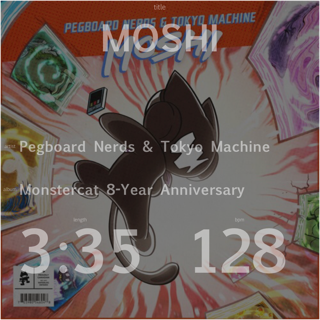 title
MOSHI
PEGBOARD NERDS & TOKYO MACHINE
MOSHI
artist
Pegboard Nerds & Tokyo Machine
album
Monstercat 8-Year Anniversary
length
bpm
3:35
128